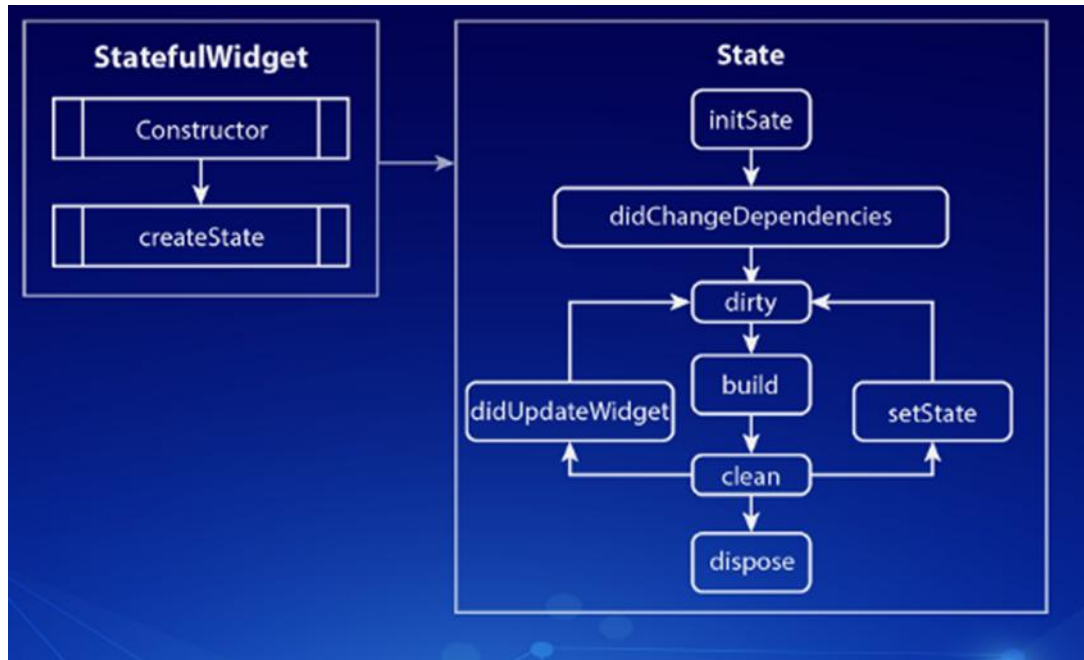 StatefulWidget
Constructor
createState
State
initSate
didChangeDependencies
dirty
build
didUpdateWidget
setState
clean
dispose